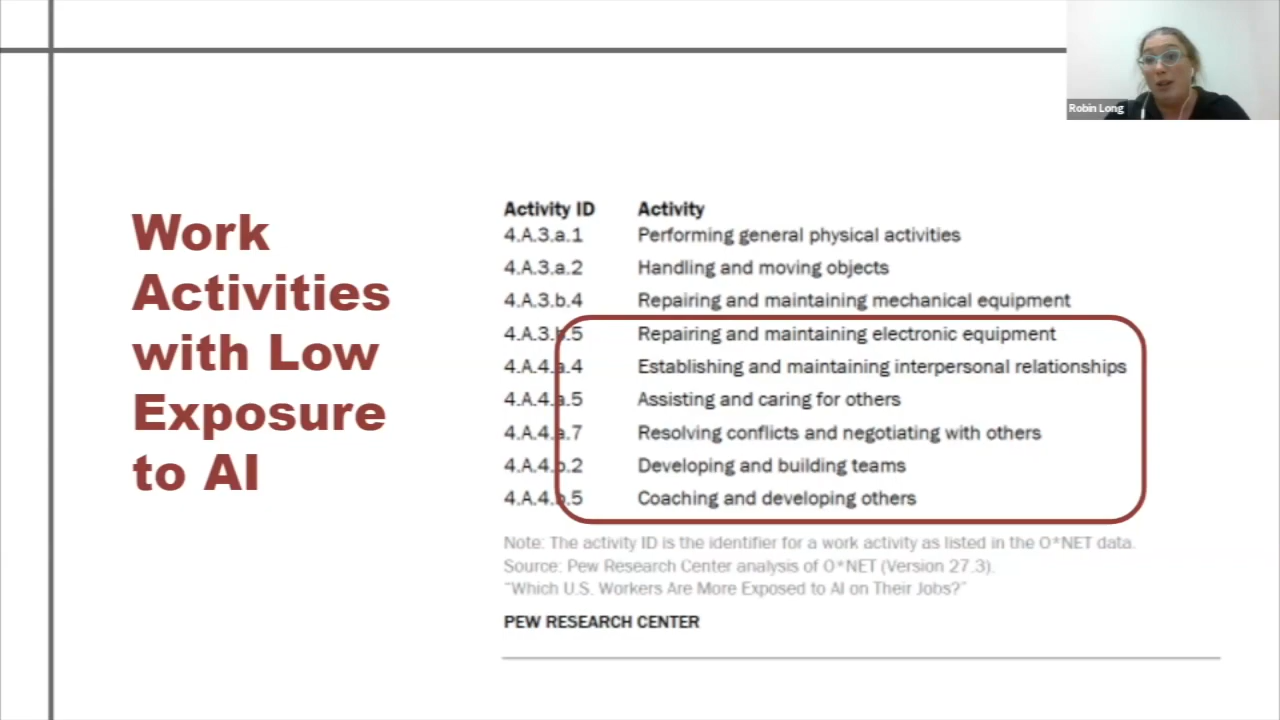 Robin Long
Work
Activities
with Low
Exposure
to AI
Activity ID Activity
4.A.3.a.1 Performing general physical activities
4.A.3.a.2 Handling and moving objects
4.A.3.b.4 Repairing and maintaining mechanical equipment
4.A.3.b.5 Repairing and maintaining electronic equipment
4.A.4.a.4 Establishing and maintaining interpersonal relationships
4.A.4.a.5 Assisting and caring for others
4.A.4.a.7 Resolving conflicts and negotiating with others
4.A.4.b.2 Developing and building teams
4.A.4.b.5 Coaching and developing others
Note: The activity ID is the identifier for a work activity as listed in the O*NET data.
Source: Pew Research Center analysis of O*NET (Version 27.3).
"Which U.S. Workers Are More Exposed to AI on Their Jobs?"
PEW RESEARCH CENTER